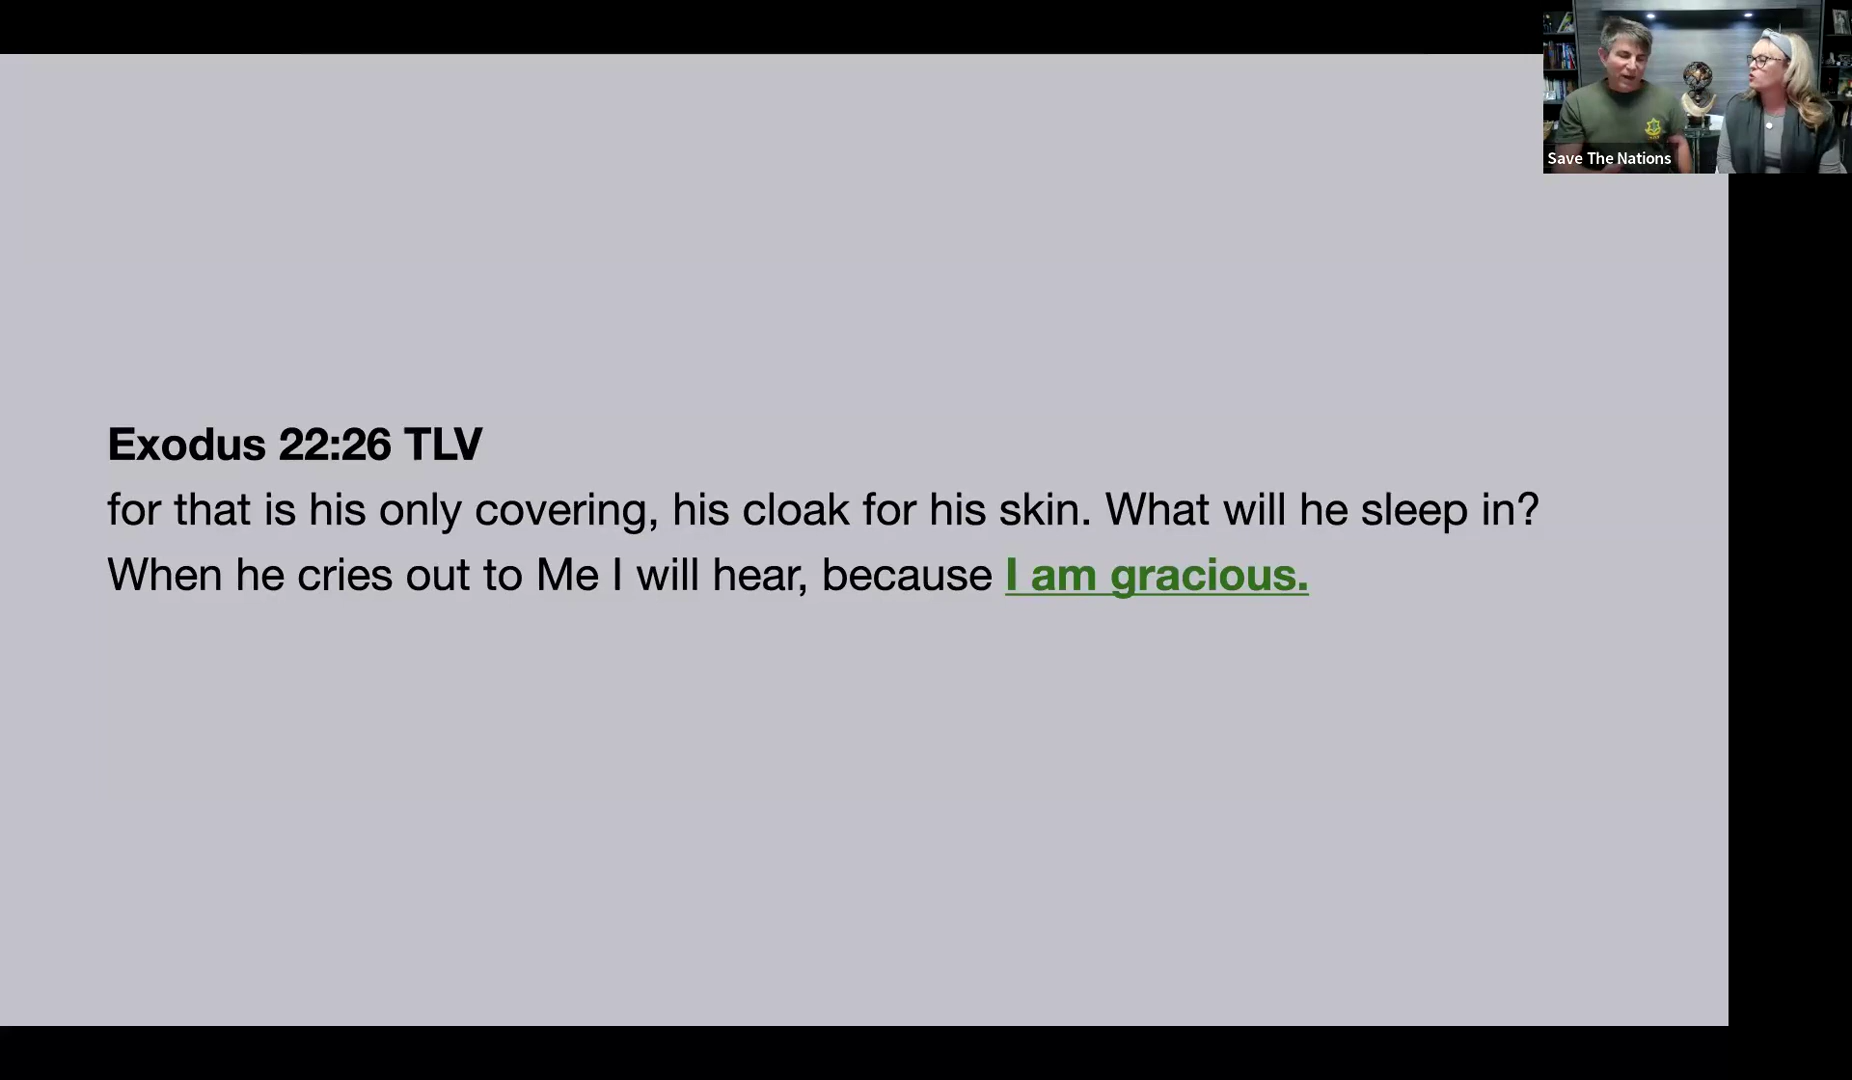 Save The Nations
Exodus 22:26 TLV
for that is his only covering, his cloak for his skin. What will he sleep in?
When he cries out to Me I will hear, because I am gracious.